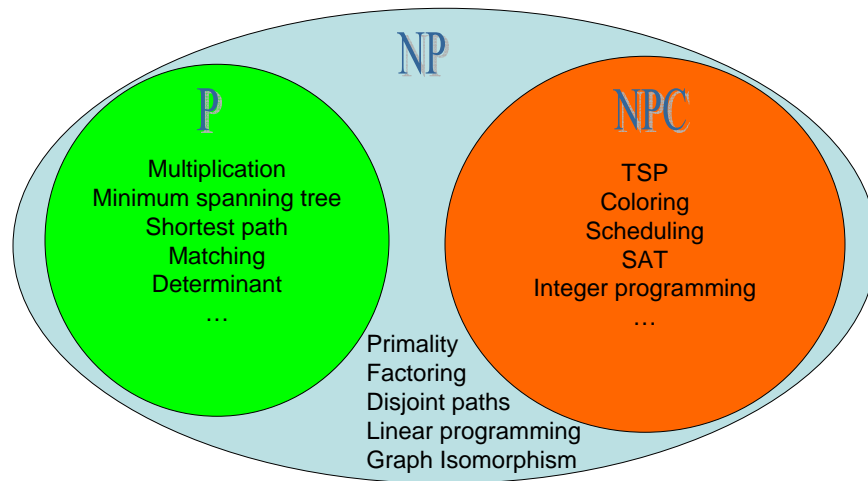 NP
P
Multiplication
Minimum spanning tree
Shortest path
Matching
Determinant
…
NPC
TSP
Coloring
Scheduling
SAT
Integer programming
…
Primality
Factoring
Disjoint paths
Linear programming
Graph Isomorphism